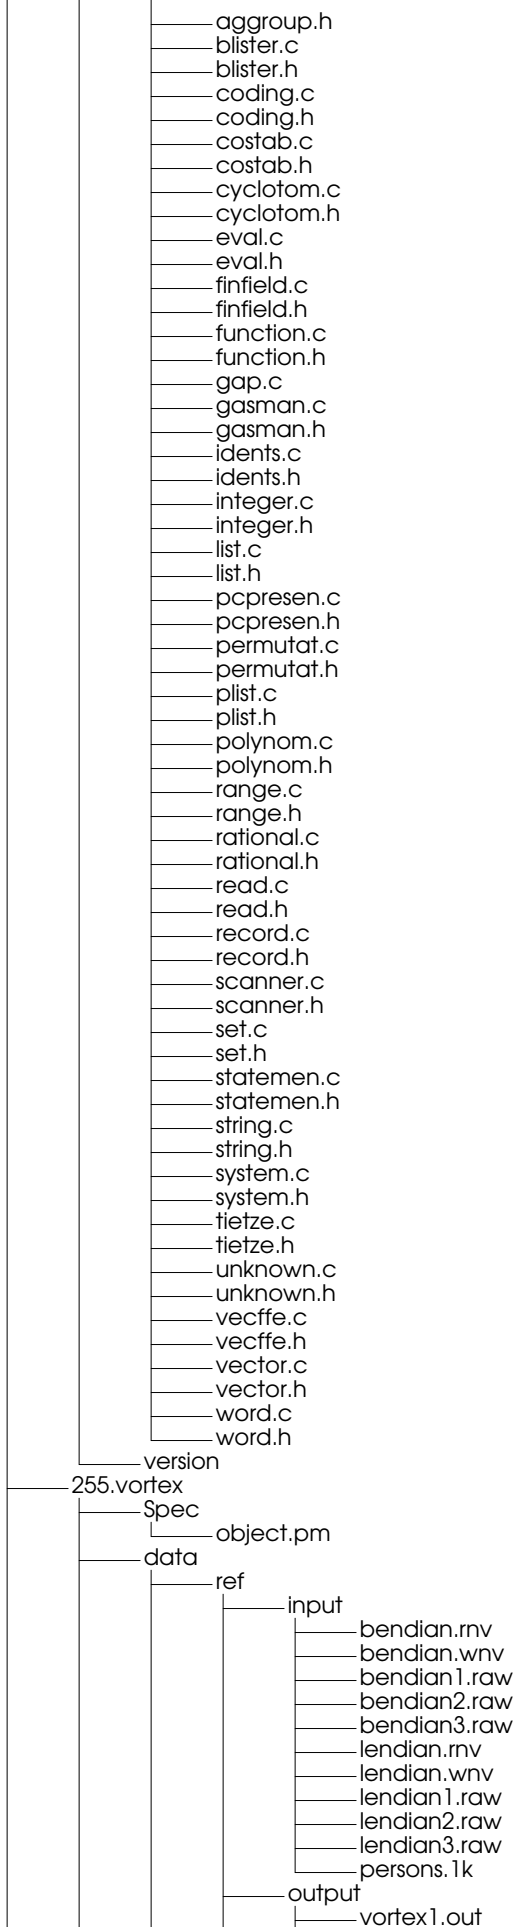 aggroup.h
blister.c
blister.h
coding.c
coding.h
costab.c
costab.h
cyclotom.c
cyclotom.h
eval.c
eval.h
finfield.c
finfield.h
function.c
function.h
gap.c
gasman.c
gasman.h
idents.c
idents.h
integer.c
integer.h
list.c
list.h
pcpresen.c
pcpresen.h
permutat.c
permutat.h
plist.c
plist.h
polynom.c
polynom.h
range.c
range.h
rational.c
rational.h
read.c
read.h
record.c
record.h
scanner.c
scanner.h
set.c
set.h
statemen.c
statemen.h
string.c
string.h
system.c
system.h
tietze.c
tietze.h
unknown.c
unknown.h
vecffe.c
vecffe.h
vector.c
vector.h
word.c
word.h
version
255.vortex
Spec
object.pm
data
ref
input
bendian.rnv
bendian.wnv
bendian1.raw
bendian2.raw
bendian3.raw
lendian.rnv
lendian.wnv
lendian1.raw
lendian2.raw
lendian3.raw
persons.1k
output
vortex1.out